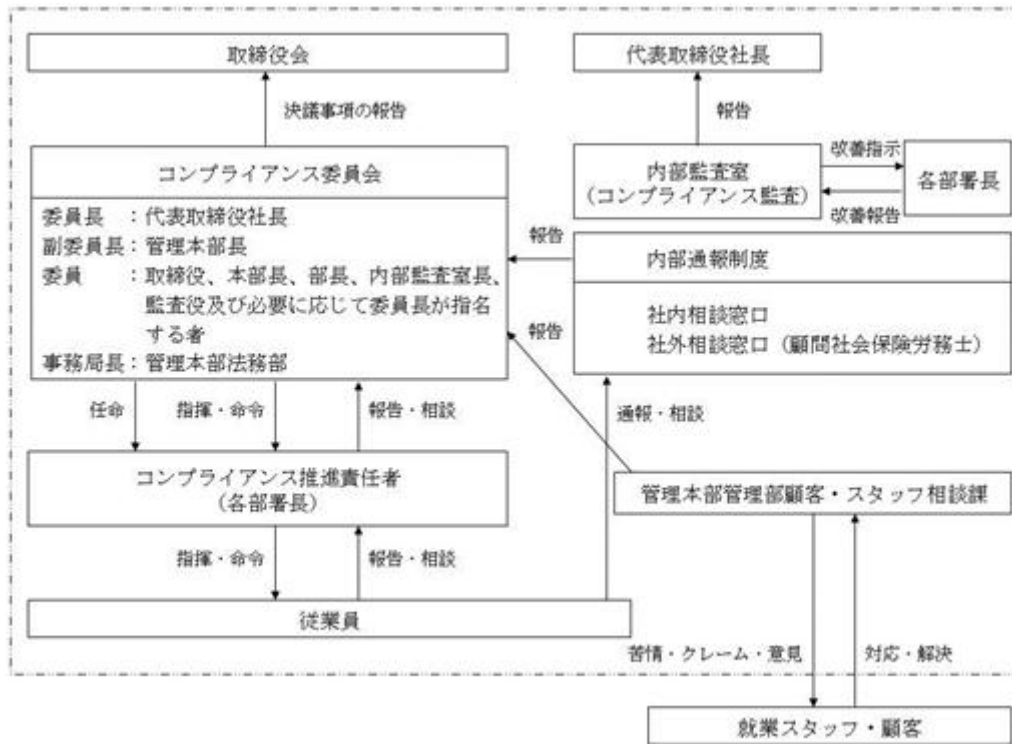 取締役会
代表取締役社長
決議事項の報告
報告
コンプライアンス委員会
委員長　：代表取締役社長
副委員長：管理本部長
委員　　：取締役、本部長、部長、内部監査室長、
監査役及び必要に応じて委員長が指名
する者
事務局長：管理本部法務部
内部監査室
（コンプライアンス監査）
改善指示
改善報告
各部署長
報告
内部通報制度
社内相談窓口
社外相談窓口（顧問社会保険労務士）
報告
任命
指揮・命令
報告・相談
通報・相談
コンプライアンス推進責任者
（各部署長）
管理本部管理部顧客・スタッフ相談課
指揮・命令
報告・相談
従業員
苦情・クレーム・意見
対応・解決
就業スタッフ・顧客